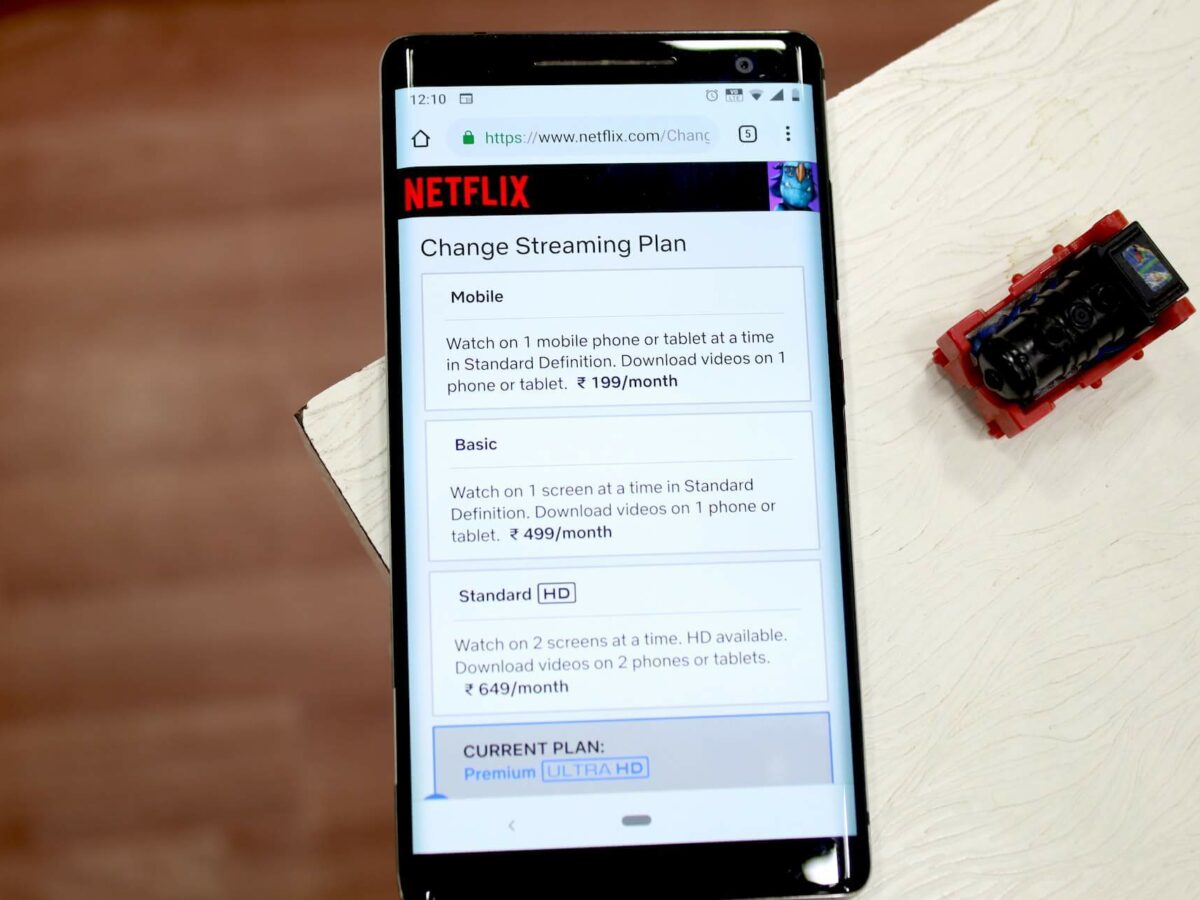 12:10
VO
LTE
https://www.netflix.com/Chang
5
NETFLIX
Change Streaming Plan
Mobile
Watch on 1 mobile phone or tablet at a time
in Standard Definition. Download videos on 1
phone or tablet. ₹ 199/month
Basic
Watch on 1 screen at a time in Standard
Definition. Download videos on 1 phone or
tablet. ₹ 499/month
Standard HD
Watch on 2 screens at a time. HD available.
Download videos on 2 phones or tablets.
₹ 649/month
CURRENT PLAN:
Premium ULTRA HD